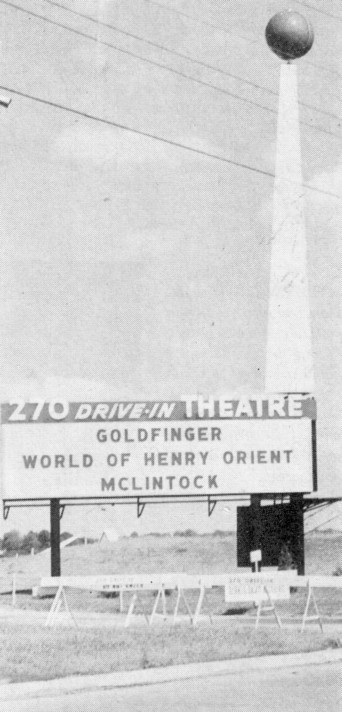 270 DRIVE-IN THEATRE
GOLDFINGER
WORLD OF HENRY ORIENT
MCLINTOCK